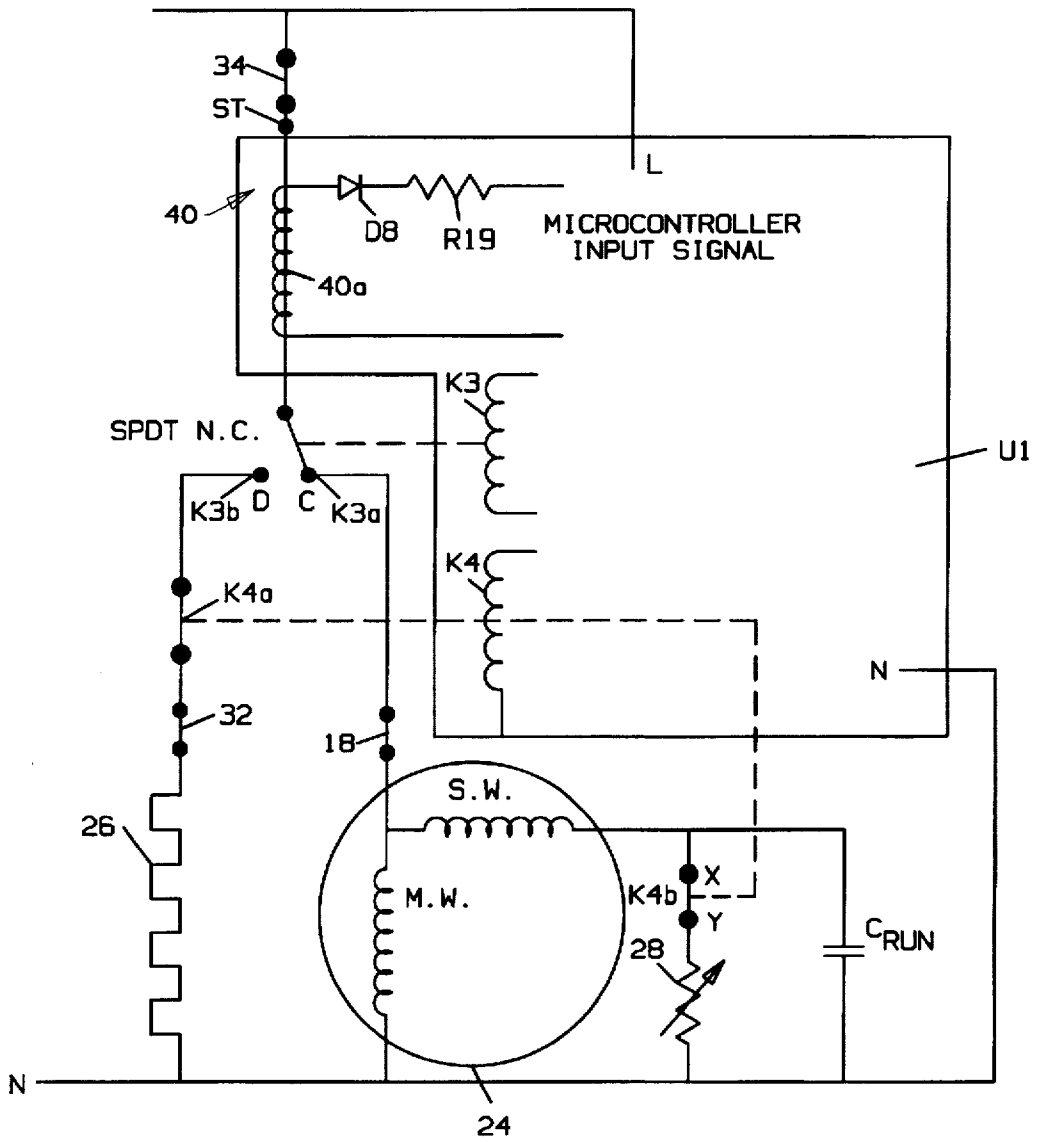 34
ST
L
40
D8
R19
MICROCONTROLLER
INPUT SIGNAL
40a
K3
SPDT N.C.
U1
K3b
D
C
K3a
K4
K4a
N
32
18
S.W.
26
M.W.
X
K4b
Y
CRUN
28
N
24